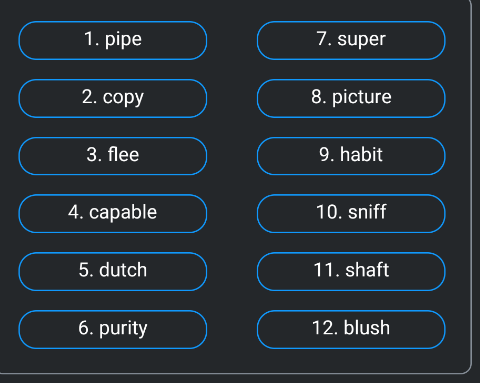 1. pipe
2. copy
3. flee
4. capable
5. dutch
6. purity
7. super
8. picture
9. habit
10. sniff
11. shaft
12. blush